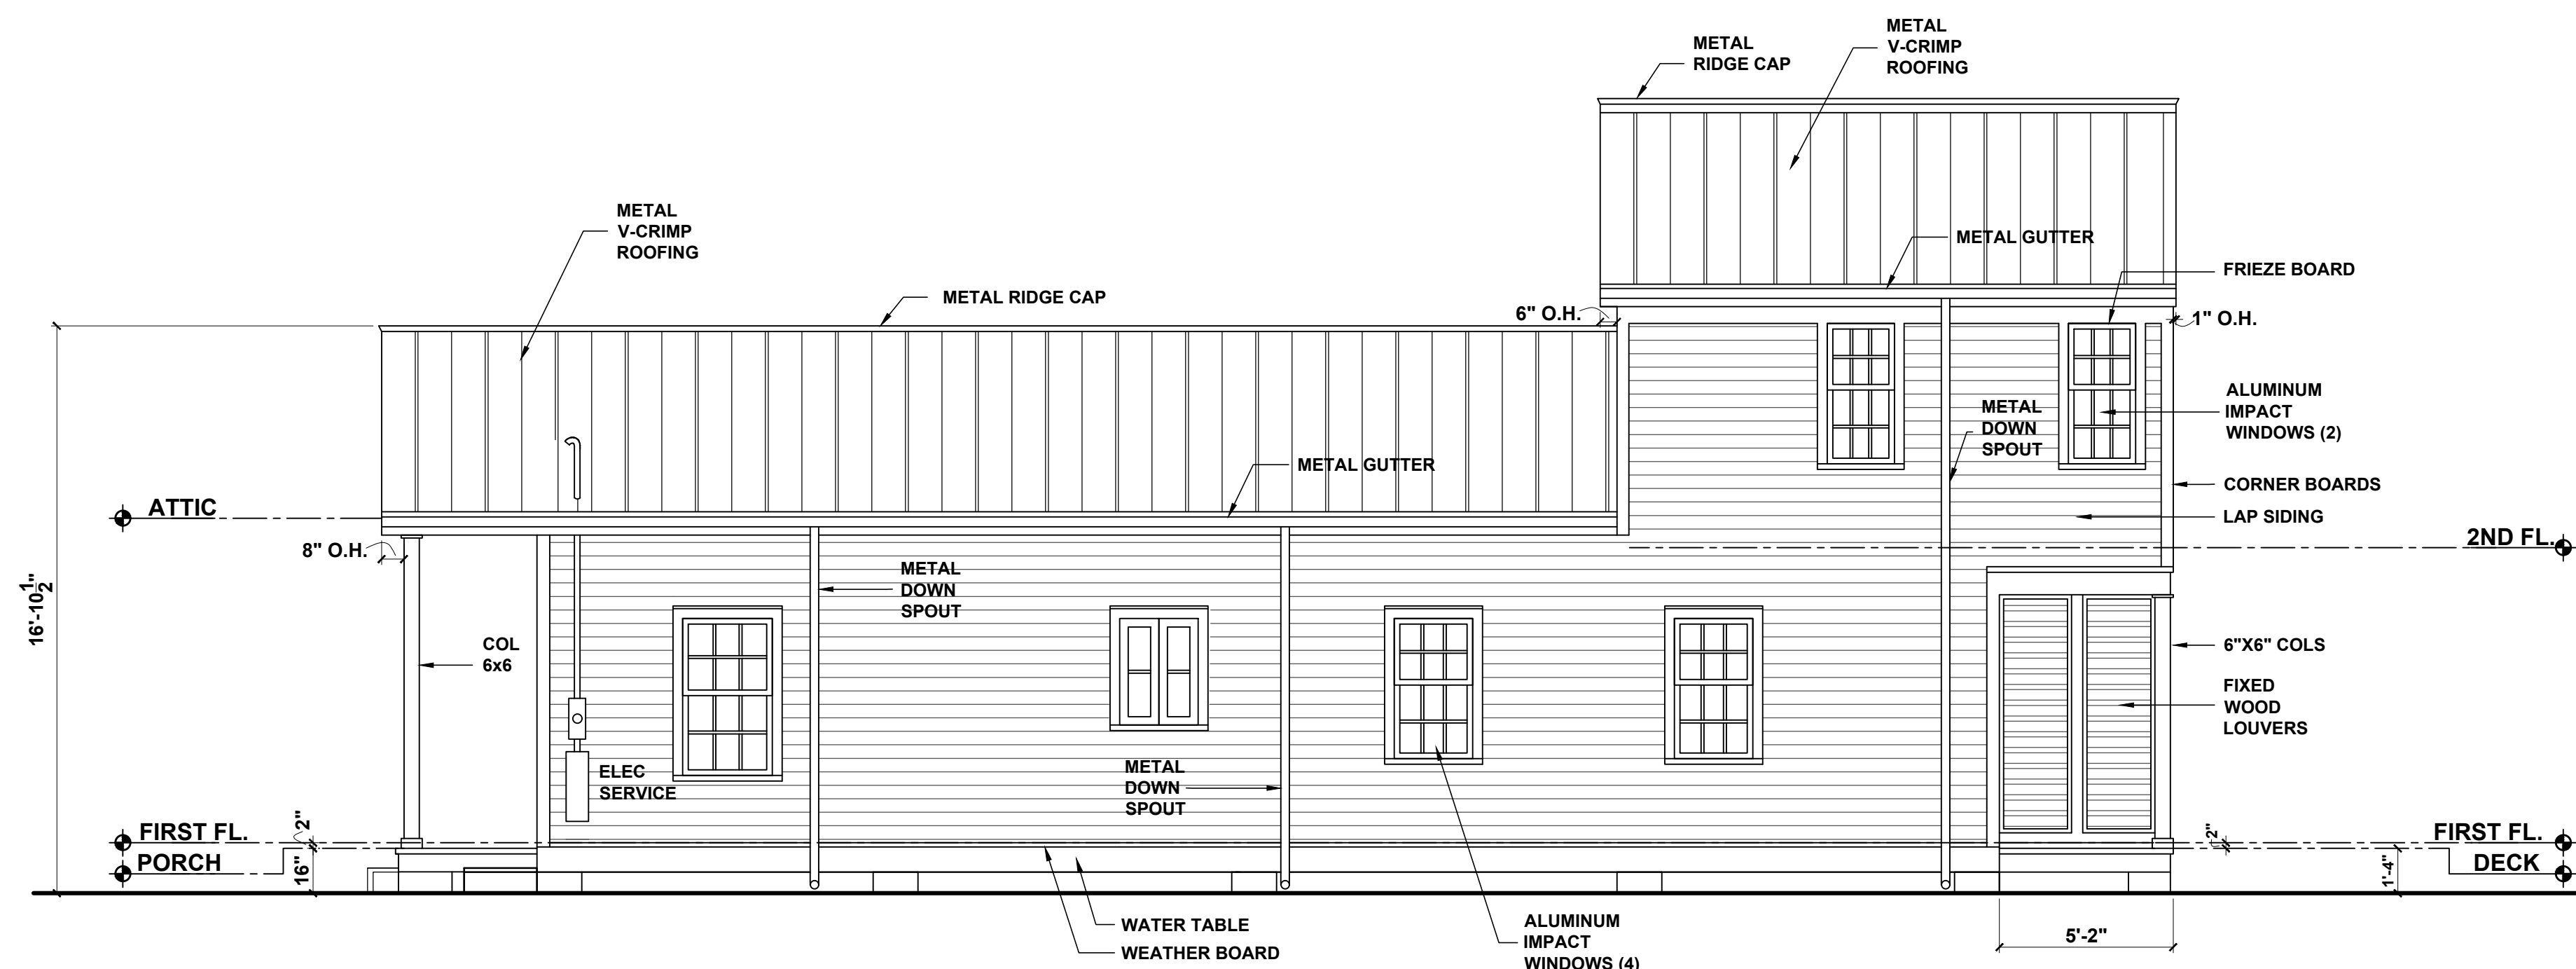 METAL
V-CRIMP
ROOFING
METAL
RIDGE CAP
METAL
V-CRIMP
ROOFING
METAL GUTTER
FRIEZE BOARD
METAL RIDGE CAP
6" O.H.
1" O.H.
ALUMINUM
IMPACT
WINDOWS (2)
METAL
DOWN
SPOUT
METAL GUTTER
CORNER BOARDS
LAP SIDING
ATTIC
2ND FL.
8" O.H.
16'-10 1/2"
METAL
DOWN
SPOUT
COL
6x6
6"X6" COLS
FIXED
WOOD
LOUVERS
ELEC
SERVICE
METAL
DOWN
SPOUT
FIRST FL.
2"
PORCH
16"
2"
FIRST FL.
1'-4"
DECK
WATER TABLE
WEATHER BOARD
ALUMINUM
IMPACT
WINDOWS (4)
5'-2"